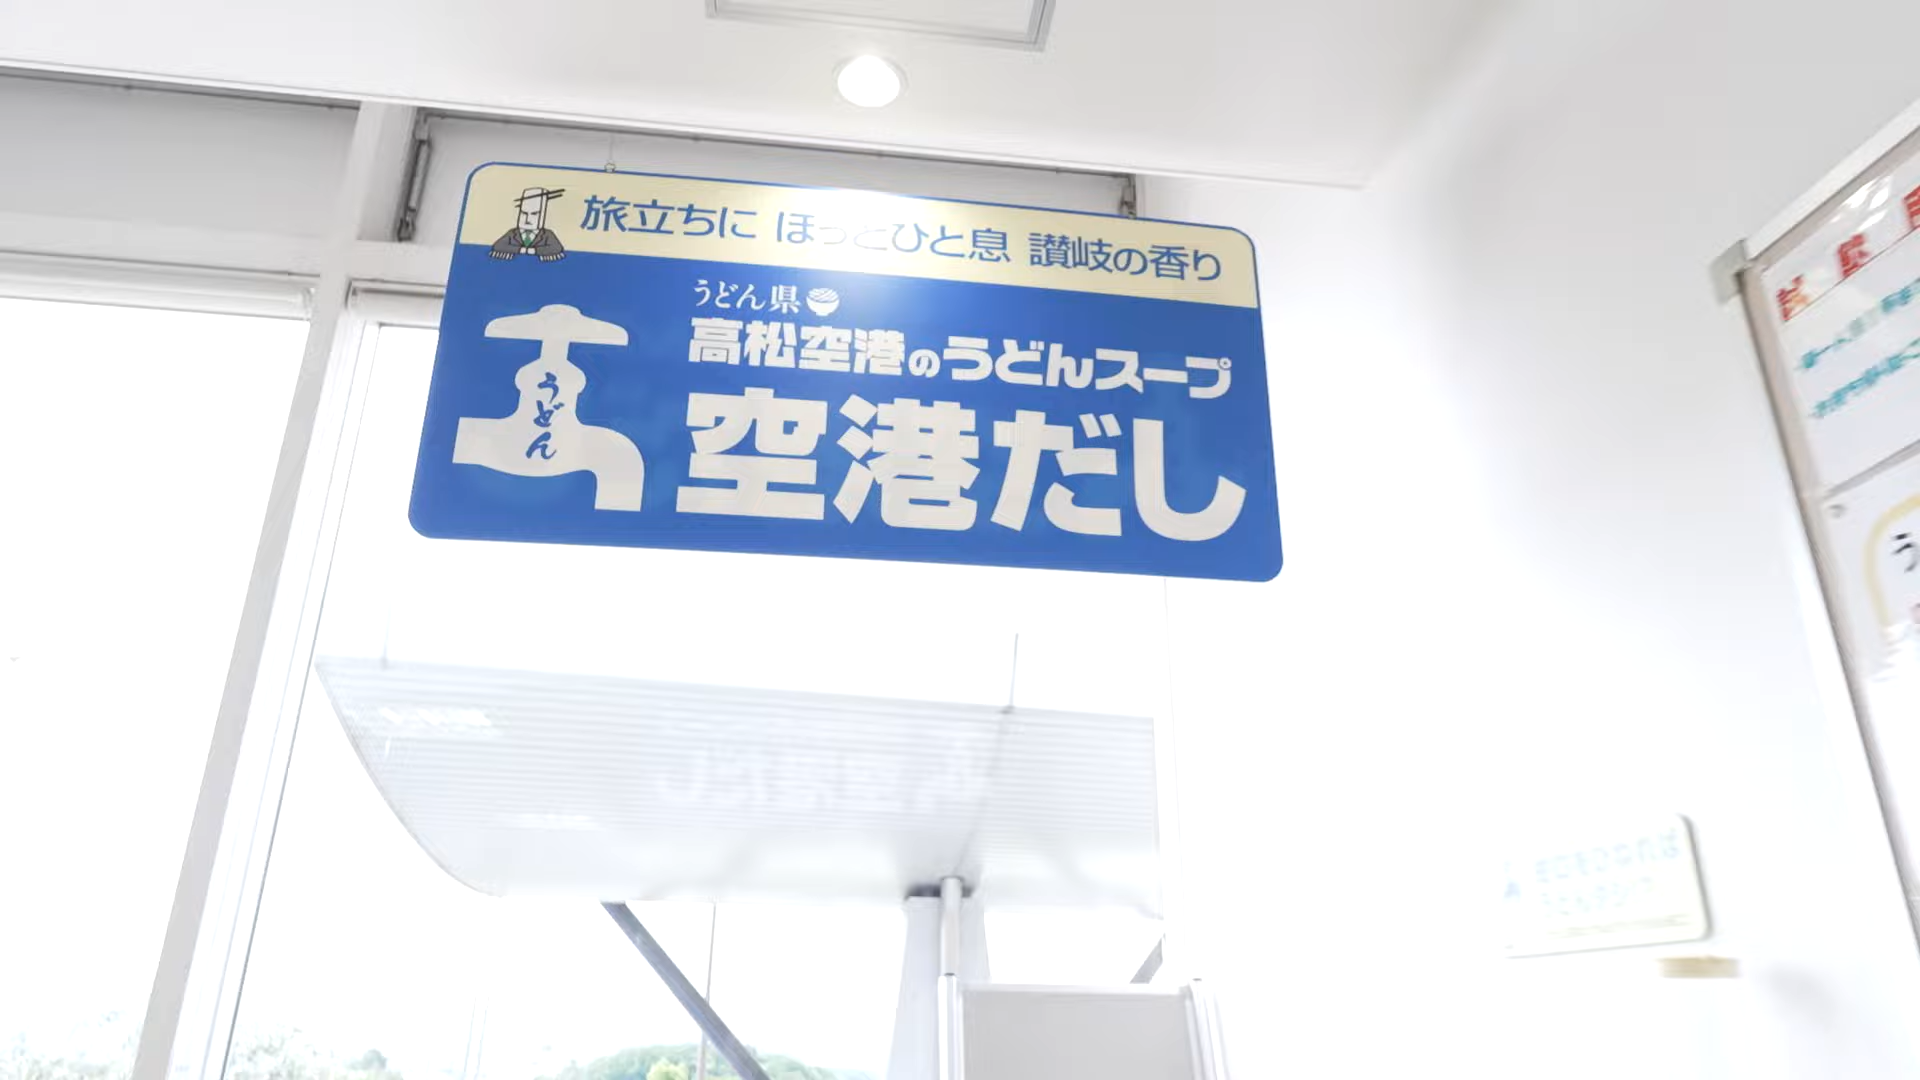 旅立ちに ほっとひと息 讃岐の香り
うどん県
高松空港のうどんスープ
空港だし
うどん